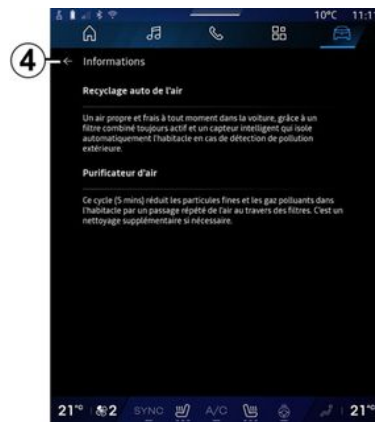 10°C 11:11
4
← Informations
Recyclage auto de l'air
Un air propre et frais à tout moment dans la voiture, grâce à un
filtre combiné toujours actif et un capteur intelligent qui isole
automatiquement l'habitacle en cas de détection de pollution
extérieure.
Purificateur d'air
Ce cycle (5 mins) réduit les particules fines et les gaz polluants dans
l'habitacle par un passage répété de l'air au travers des filtres. C'est un
nettoyage supplémentaire si nécessaire.
21°C 2 SYNC A/C 21°C